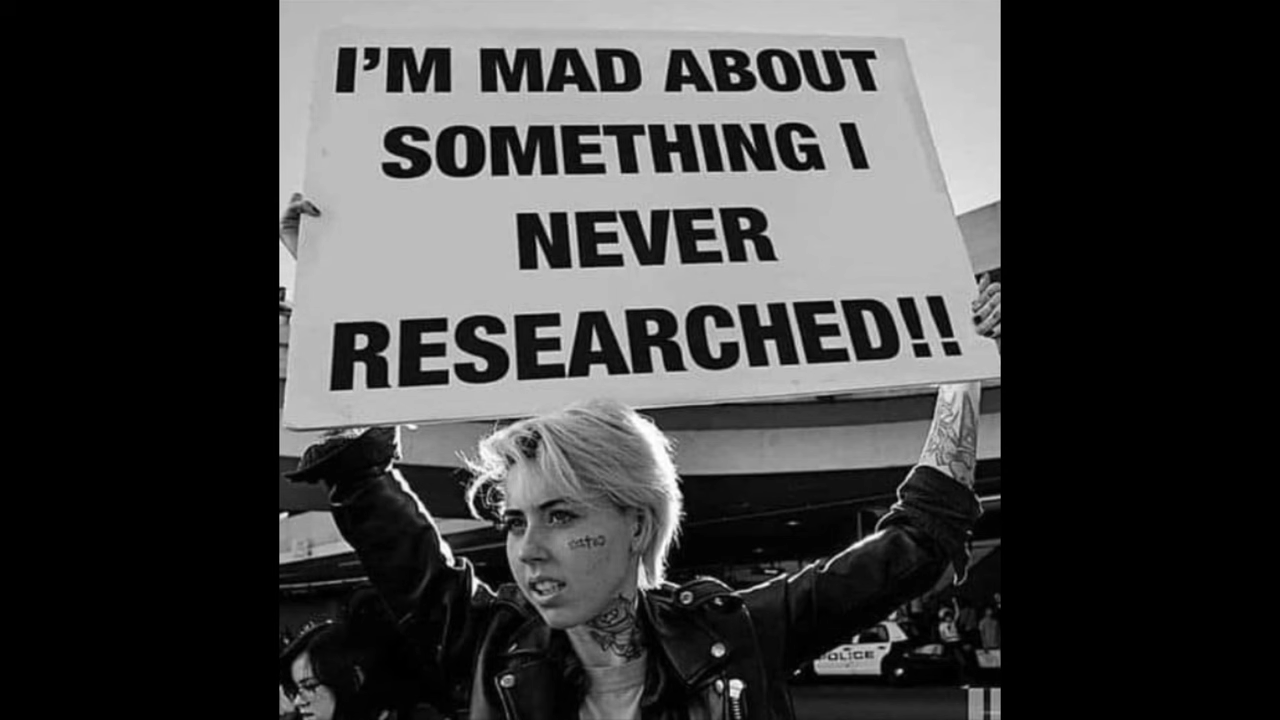 I'M MAD ABOUT
SOMETHING I
NEVER
RESEARCHED!!
POLICE